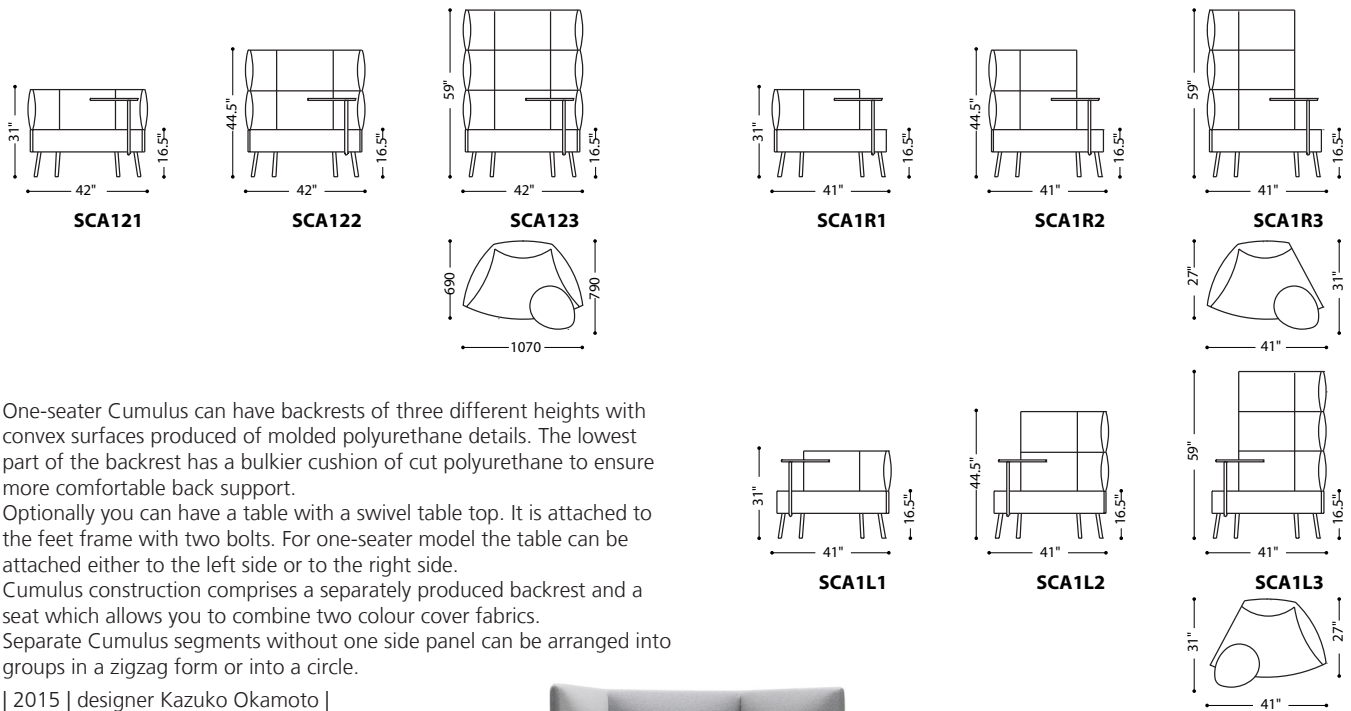 59"
44.5"
31"
16.5"
16.5"
16.5"
42"
42"
42"
SCA121
SCA122
SCA123
690
790
1070
59"
44.5"
31"
16.5"
16.5"
16.5"
41"
41"
41"
SCA1R1
SCA1R2
SCA1R3
27"
31"
41"
One-seater Cumulus can have backrests of three different heights with
convex surfaces produced of molded polyurethane details. The lowest
part of the backrest has a bulkier cushion of cut polyurethane to ensure
more comfortable back support.
Optionally you can have a table with a swivel table top. It is attached to
the feet frame with two bolts. For one-seater model the table can be
attached either to the left side or to the right side.
Cumulus construction comprises a separately produced backrest and a
seat which allows you to combine two colour cover fabrics.
Separate Cumulus segments without one side panel can be arranged into
groups in a zigzag form or into a circle.
| 2015 | designer Kazuko Okamoto |
59"
44.5"
31"
16.5"
16.5"
16.5"
41"
41"
41"
SCA1L1
SCA1L2
SCA1L3
31"
27"
41"